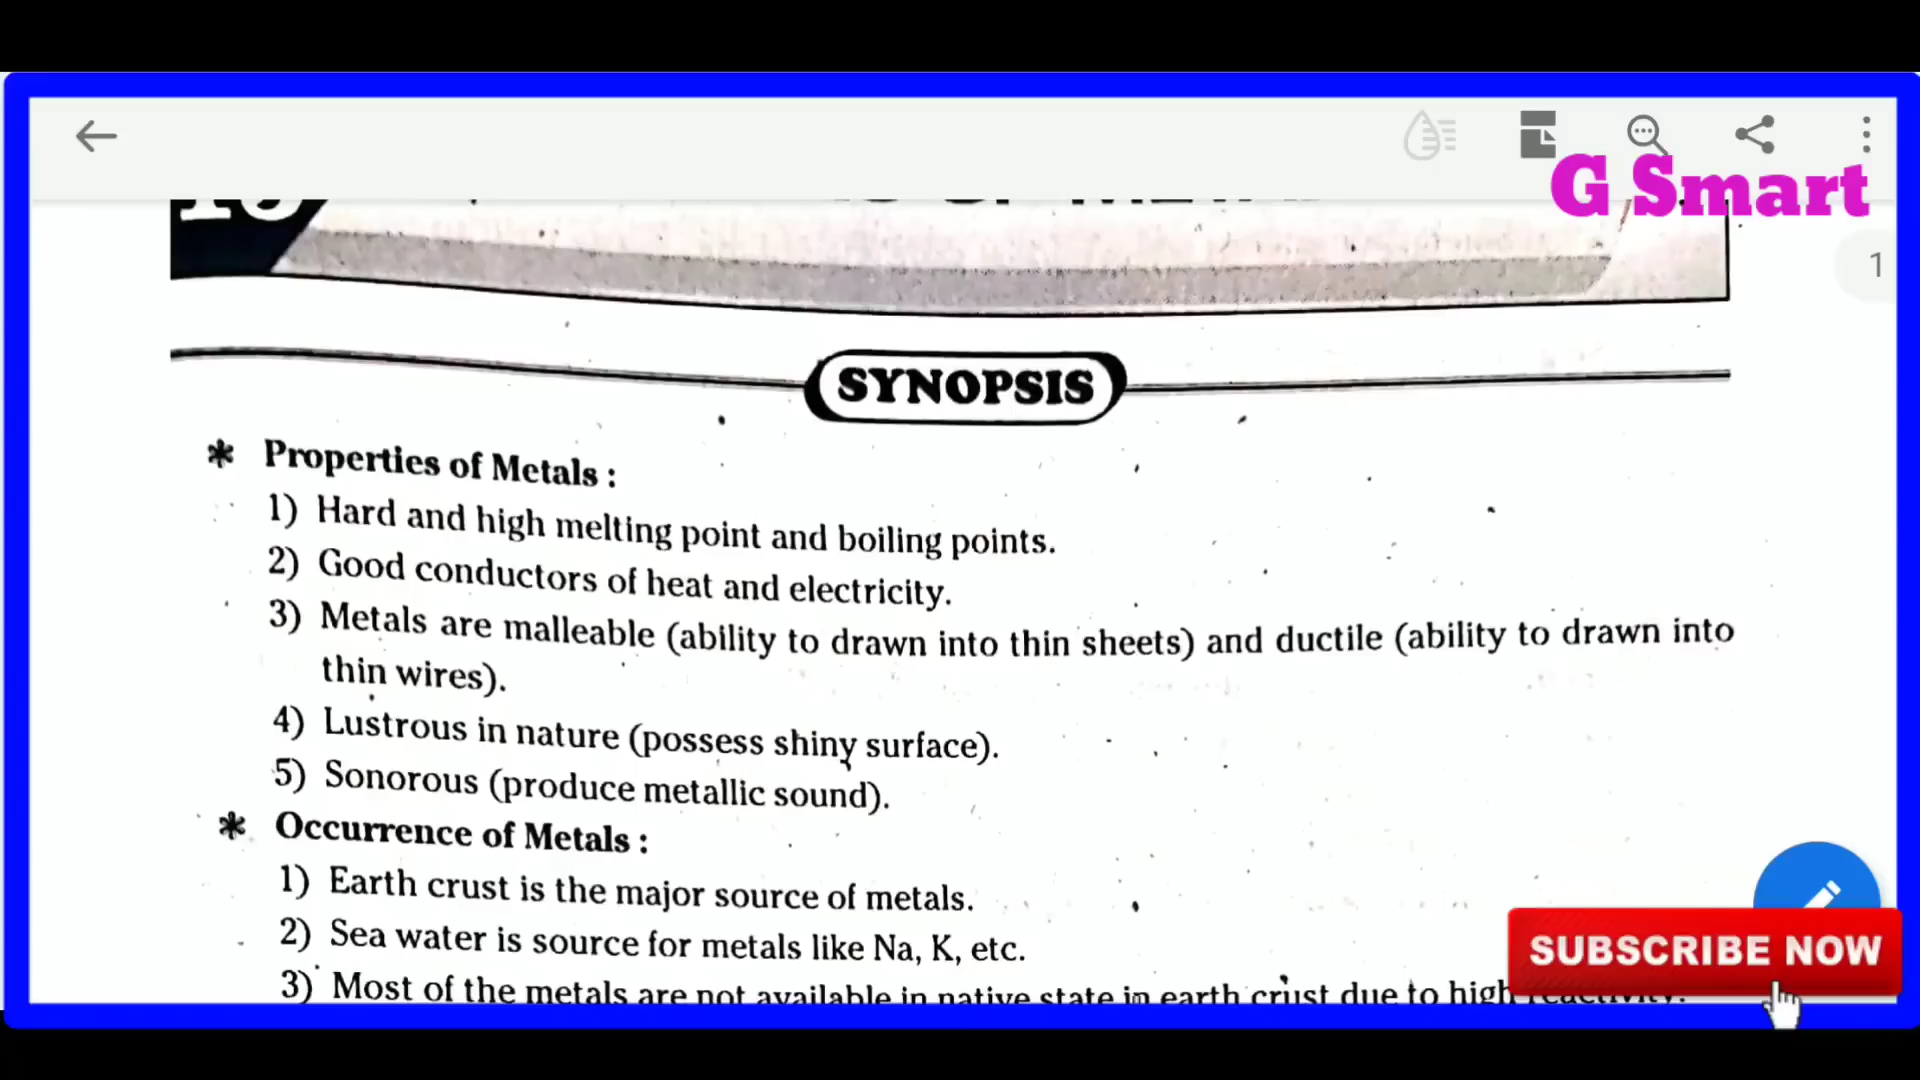 G Smart
1
SYNOPSIS
* Properties of Metals :
1) Hard and high melting point and boiling points.
2) Good conductors of heat and electricity.
3) Metals are malleable (ability to drawn into thin sheets) and ductile (ability to drawn into
thin wires).
4) Lustrous in nature (possess shiny surface).
5) Sonorous (produce metallic sound).
* Occurrence of Metals :
1) Earth crust is the major source of metals.
2) Sea water is source for metals like Na, K, etc.
3) Most of the metals are not available in native state in earth crust due to high reactivity.
SUBSCRIBE NOW